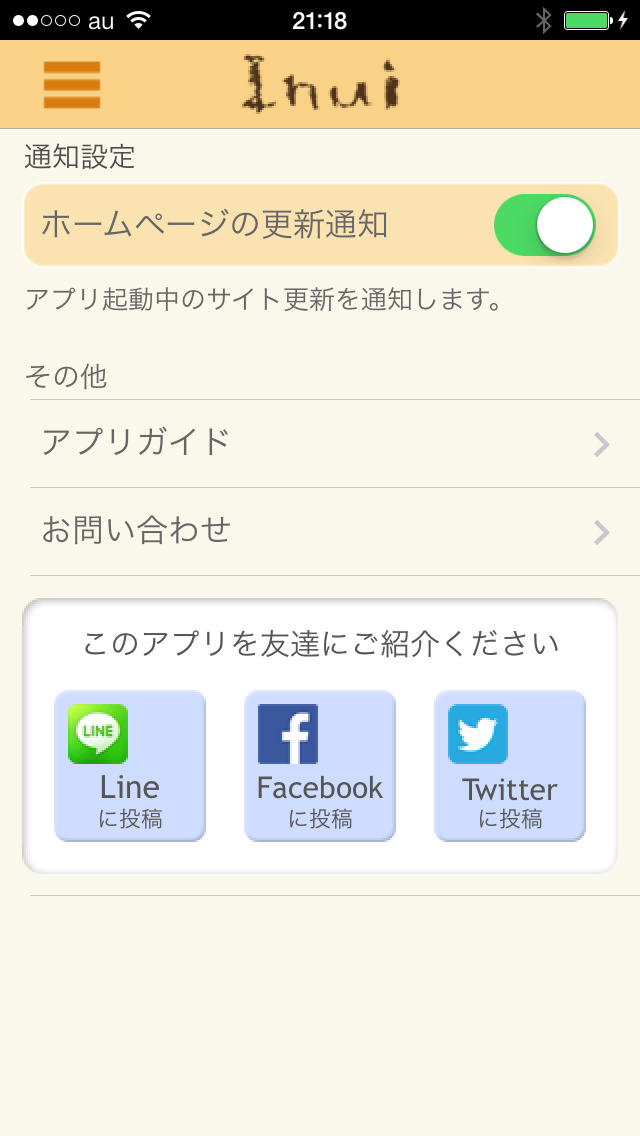 au 21:18
Inui
通知設定
ホームページの更新通知
アプリ起動中のサイト更新を通知します。
その他
アプリガイド
お問い合わせ
このアプリを友達にご紹介ください
LINE
Line
に投稿
Facebook
に投稿
Twitter
に投稿